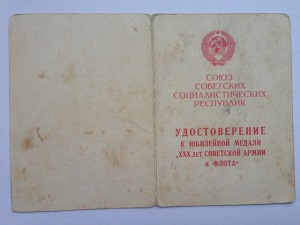 СОЮЗ
СОВЕТСКИХ
СОЦИАЛИСТИЧЕСКИХ
РЕСПУБЛИК
УДОСТОВЕРЕНИЕ
К ЮБИЛЕЙНОЙ МЕДАЛИ
„XXX ЛЕТ СОВЕТСКОЙ АРМИИ
И ФЛОТА“